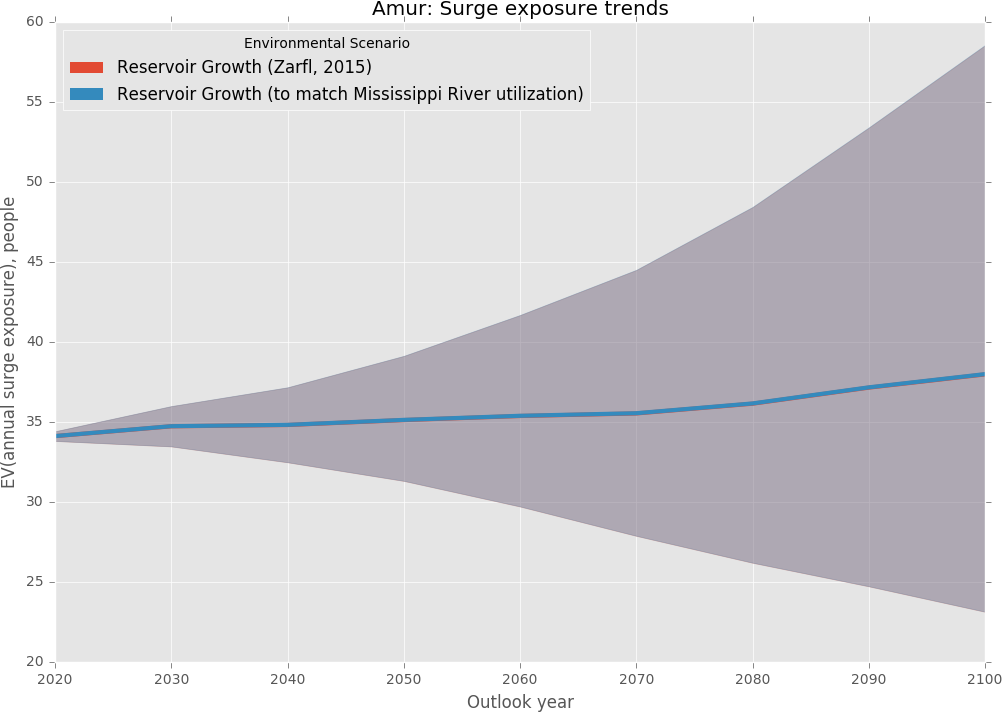 Amur: Surge exposure trends
Environmental Scenario
Reservoir Growth (Zarfl, 2015)
Reservoir Growth (to match Mississippi River utilization)
EV(annual surge exposure), people
60
55
50
45
40
35
30
25
20
2020 2030 2040 2050 2060 2070 2080 2090 2100
Outlook year